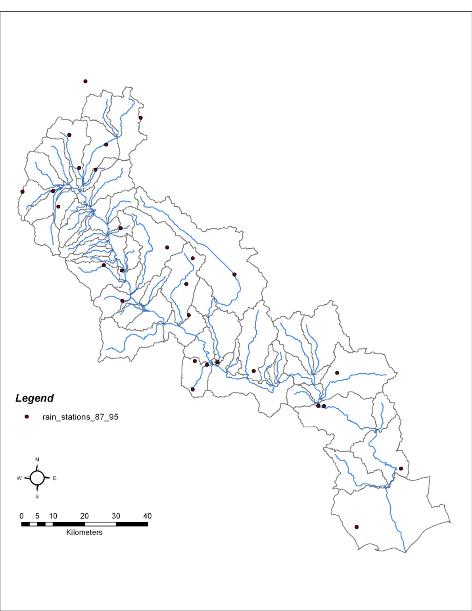 Legend
rain_stations_87_95
N
W E
S
0 5 10 20 30 40
Kilometers